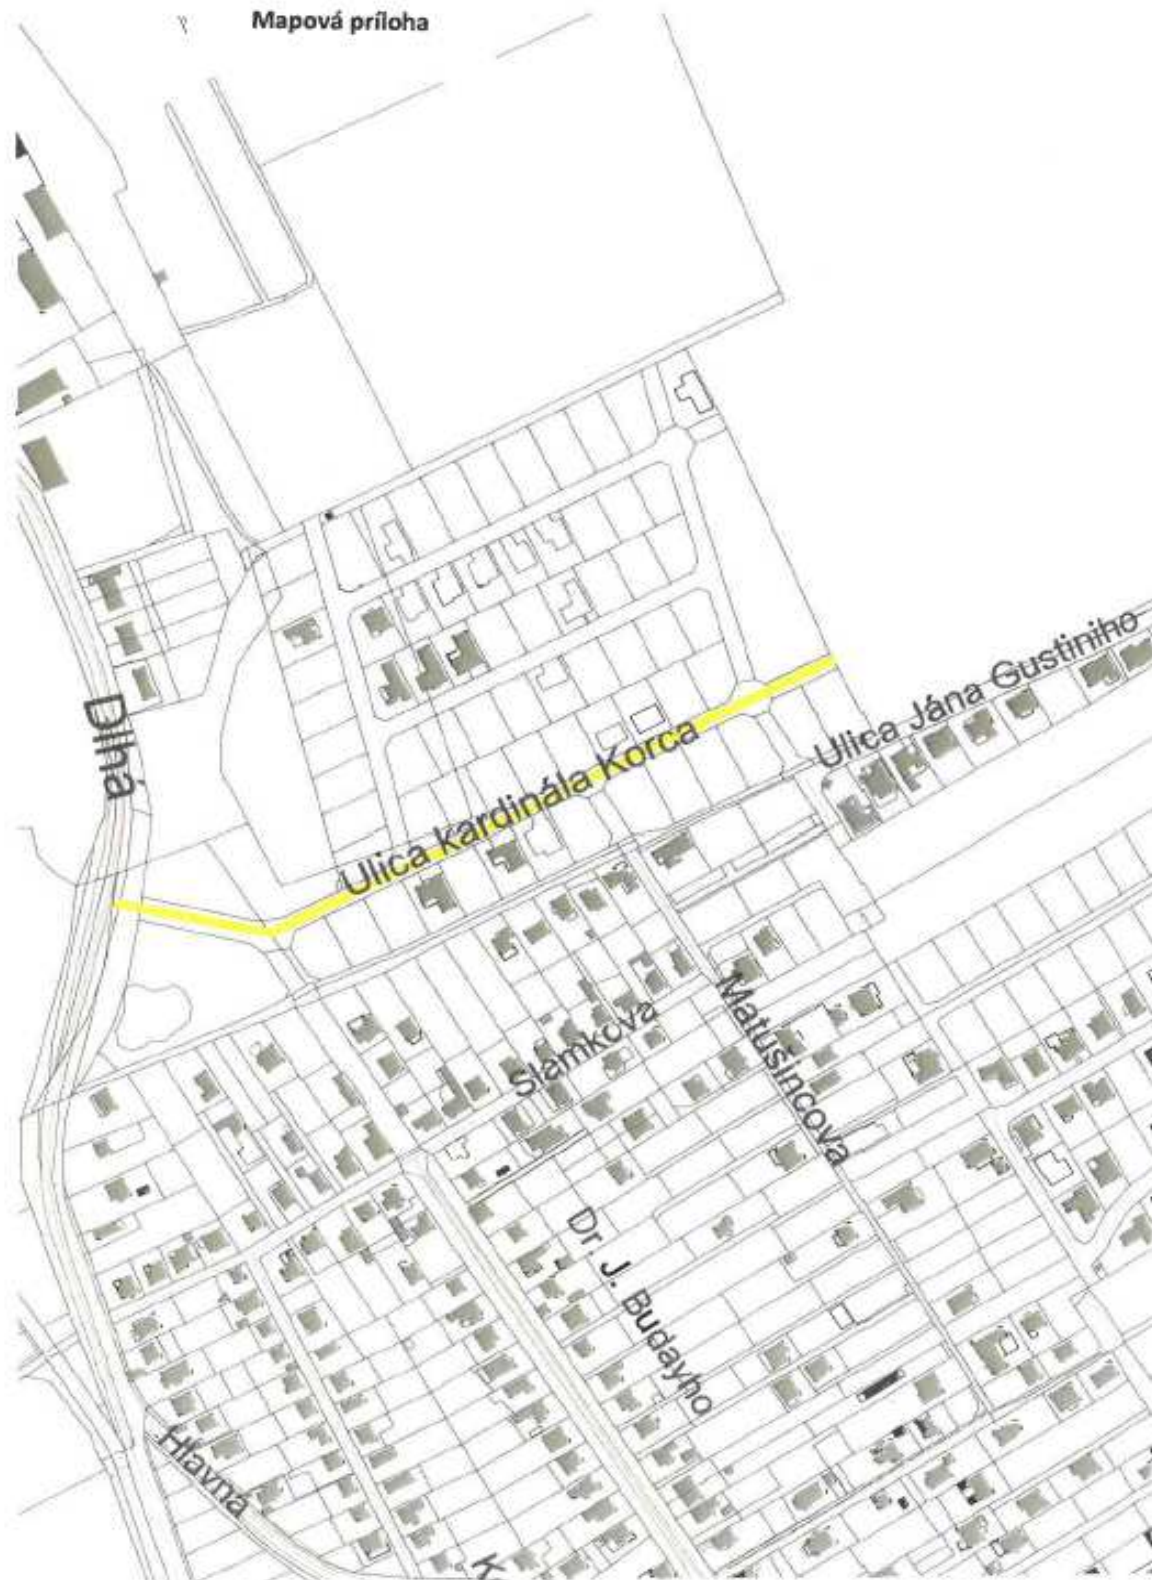 Mapová príloha
Ulica Jána Gustiniho
Dlhá
Ulica Kardinála Korca
Slamkova
Matušincova
Dr. J. Budayho
Hlavná
K